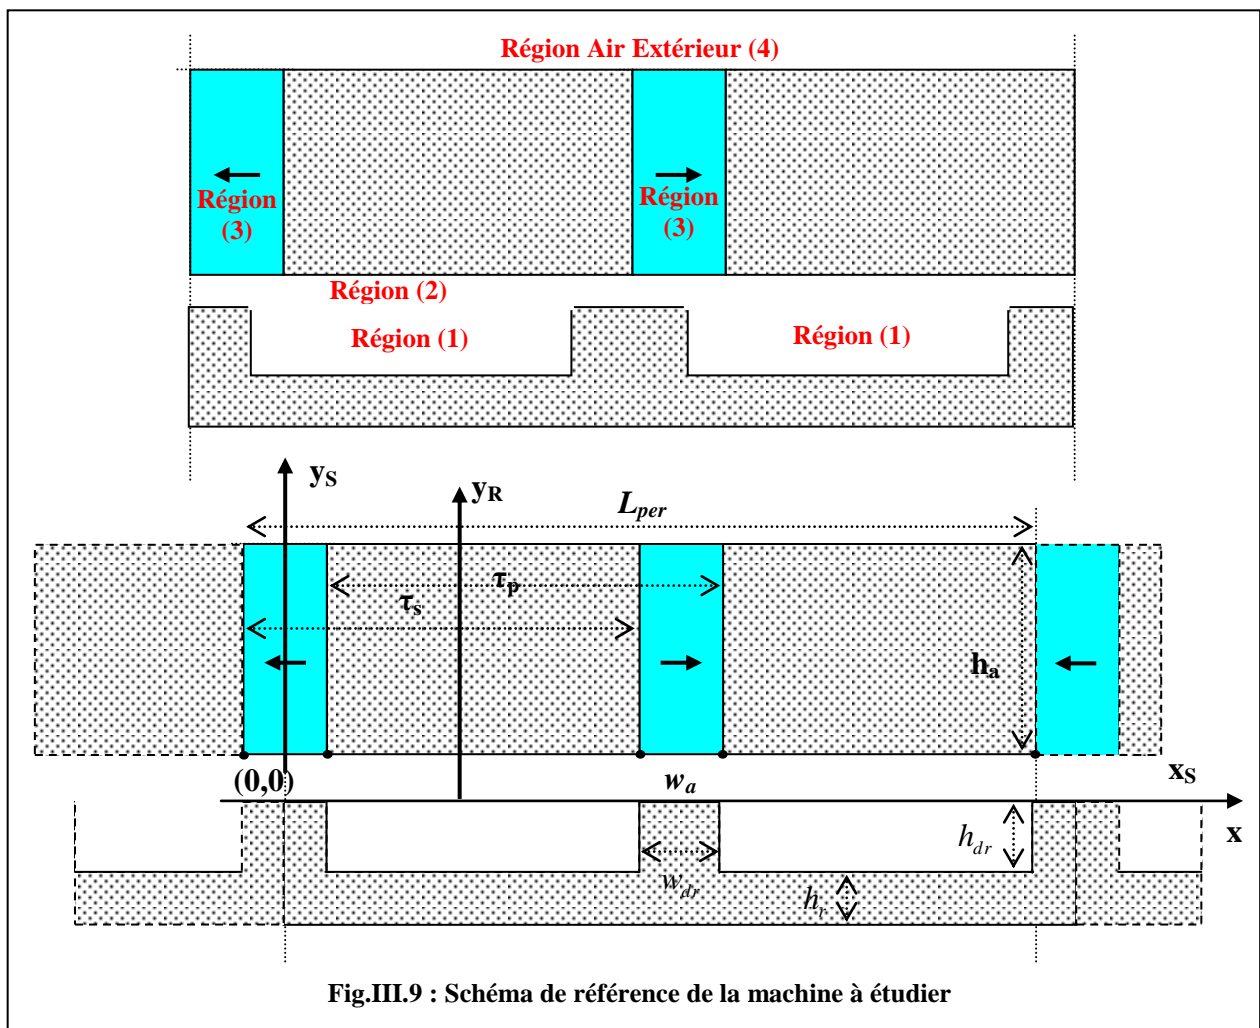 Région Air Extérieur (4)
Région
(3)
Région
(3)
Région (2)
Région (1)
Région (1)
yS
yR
Lper
τp
τs
ha
(0,0)
wa
xS
x
hdr
wdr
hr
Fig.III.9 : Schéma de référence de la machine à étudier